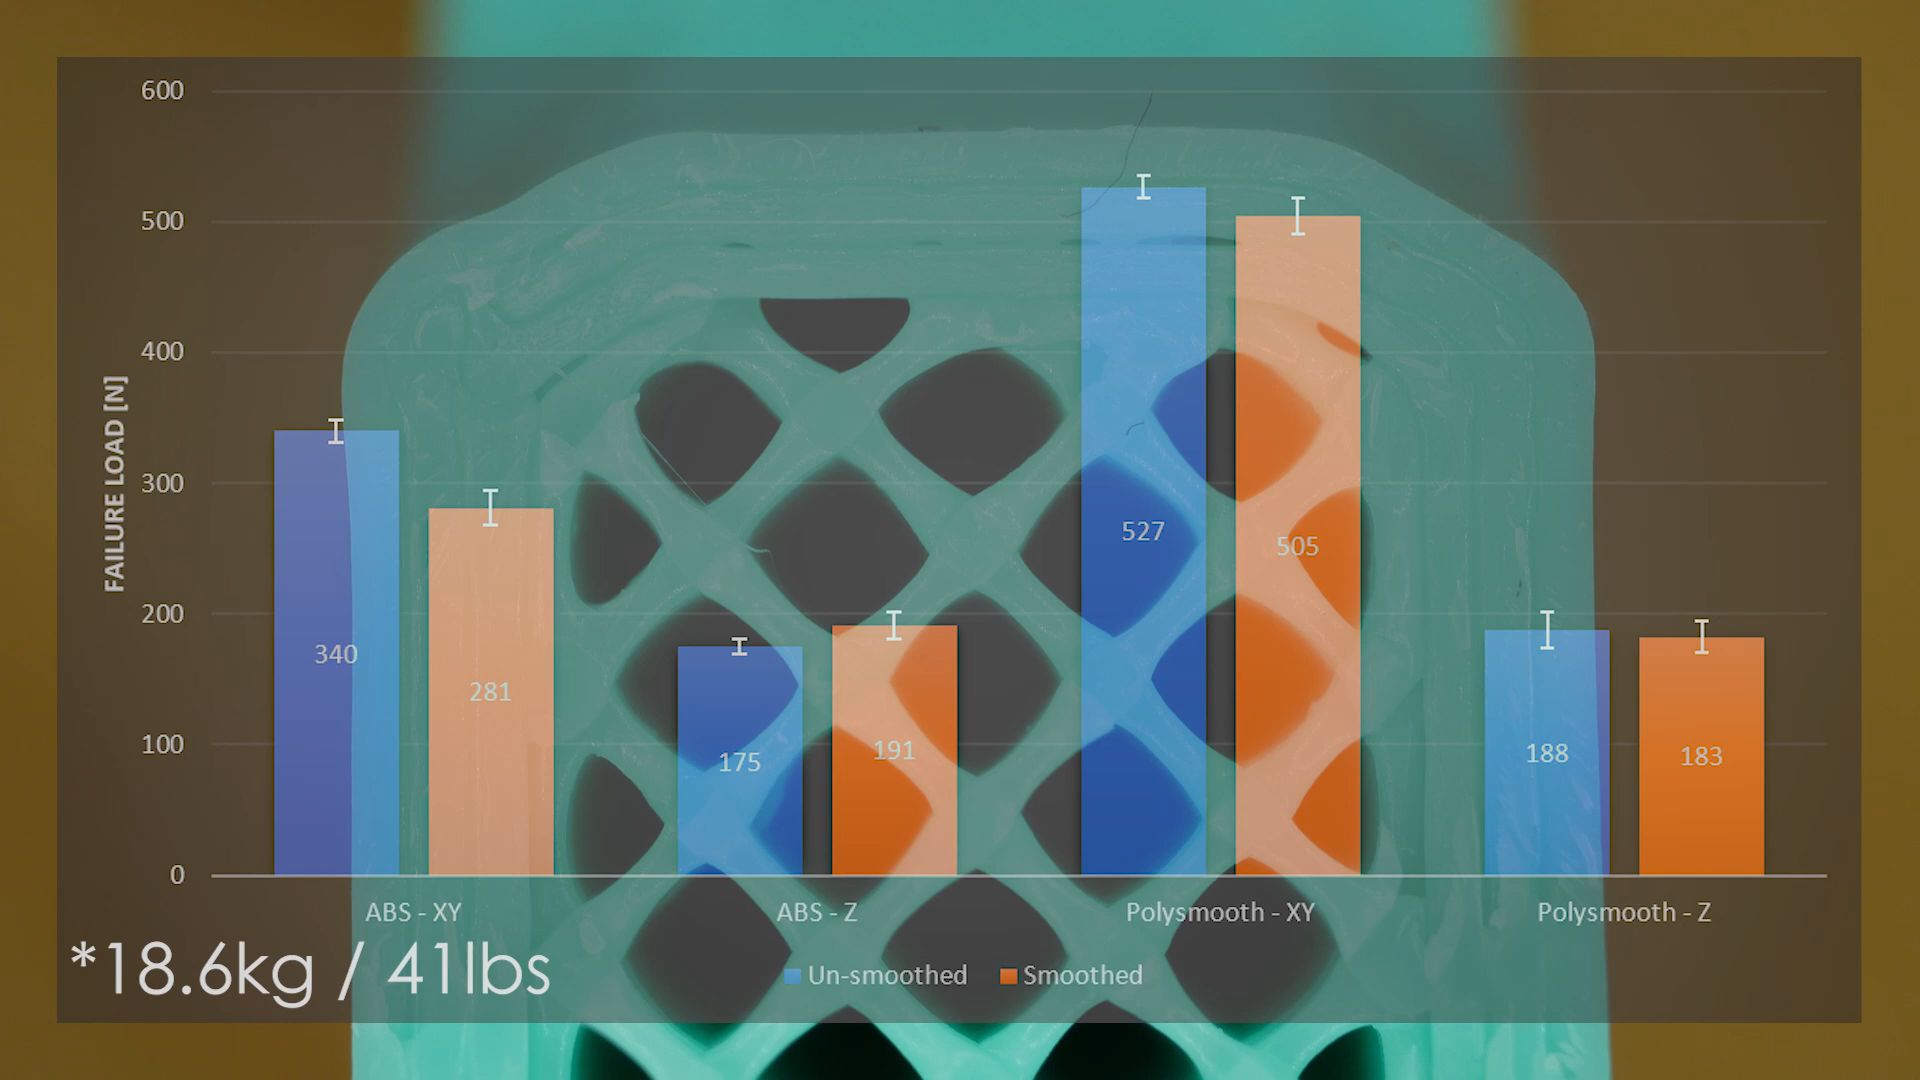 600
500
400
300
200
100
0
FAILURE LOAD [N]
340
281
175
191
527
505
188
183
ABS - XY
ABS - Z
Polysmooth - XY
Polysmooth - Z
*18.6kg / 41lbs
Un-smoothed
Smoothed